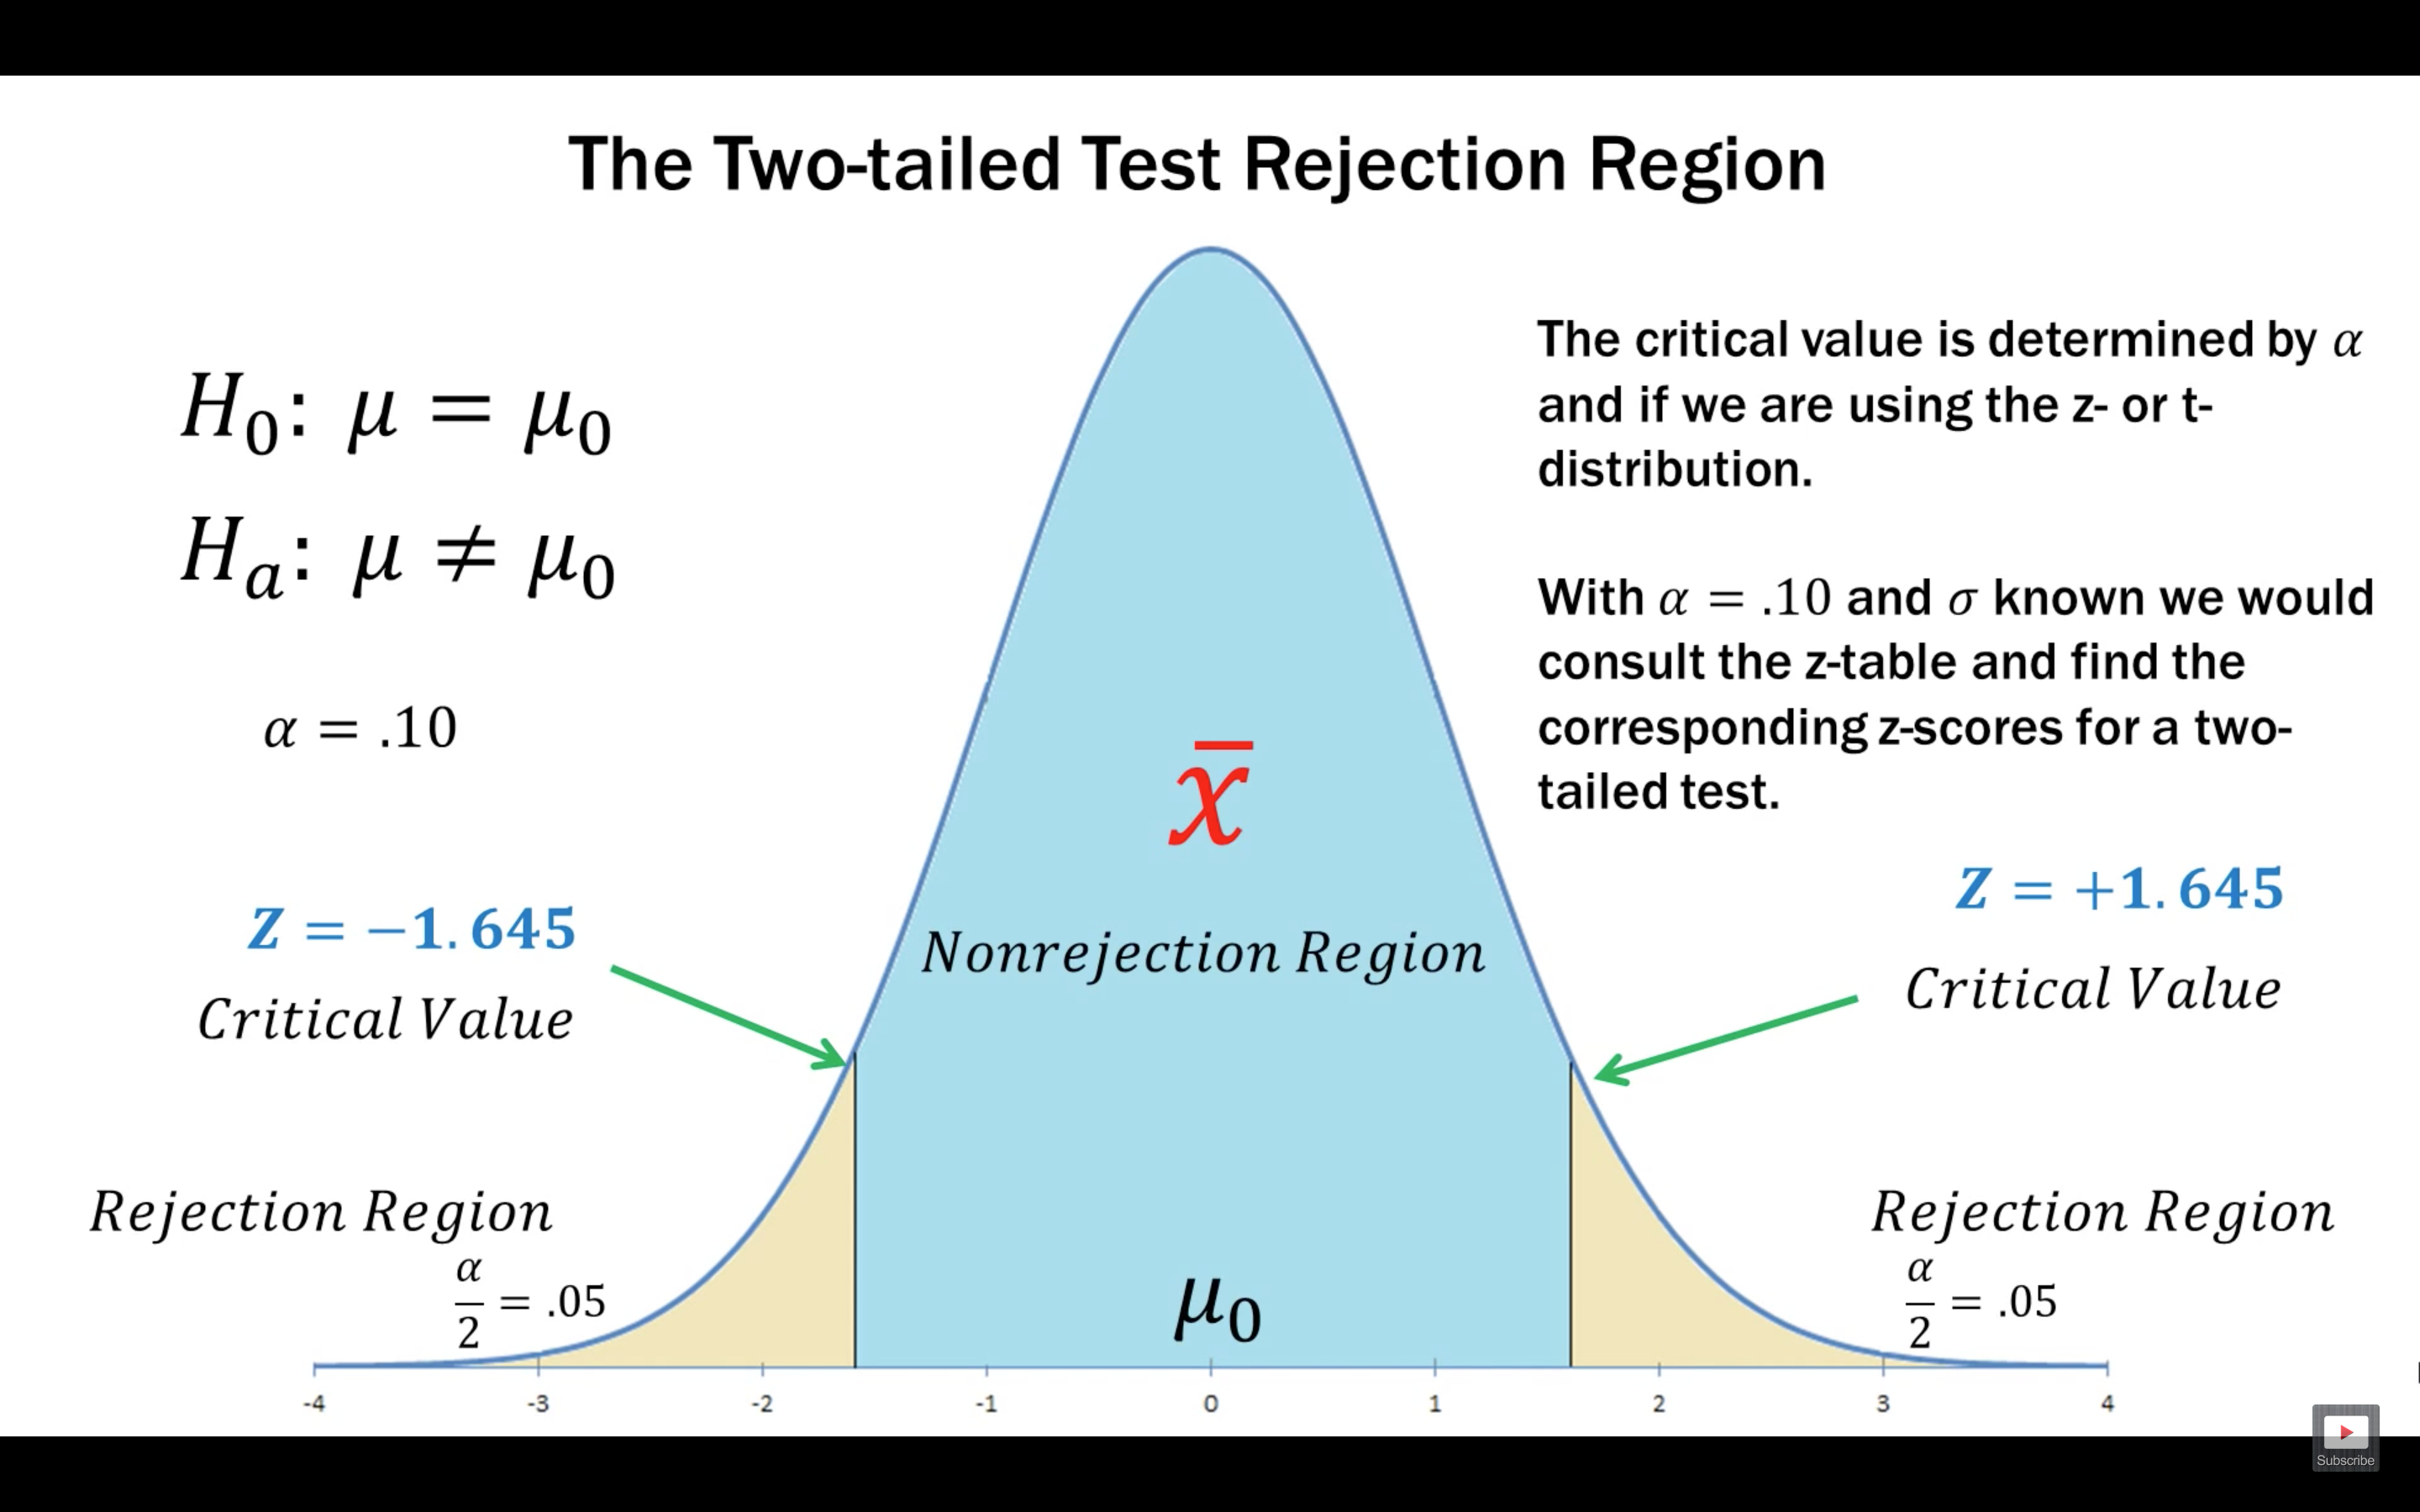 The Two-tailed Test Rejection Region
H₀: μ = μ₀
Hₐ: μ ≠ μ₀
α = .10
Z = −1.645
Critical Value
Rejection Region
α/2 = .05
x̅
Nonrejection Region
μ₀
The critical value is determined by α
and if we are using the z- or t-
distribution.
With α = .10 and σ known we would
consult the z-table and find the
corresponding z-scores for a two-
tailed test.
Z = +1.645
Critical Value
Rejection Region
α/2 = .05
-4 -3 -2 -1 0 1 2 3 4
Subscribe